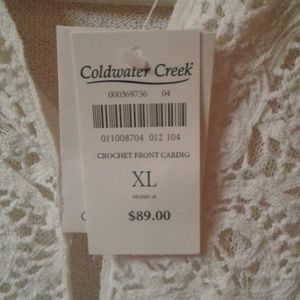 Coldwater Creek
000369736 04
011008704 012 104
CROCHET FRONT CARDIG
XL
$89.00